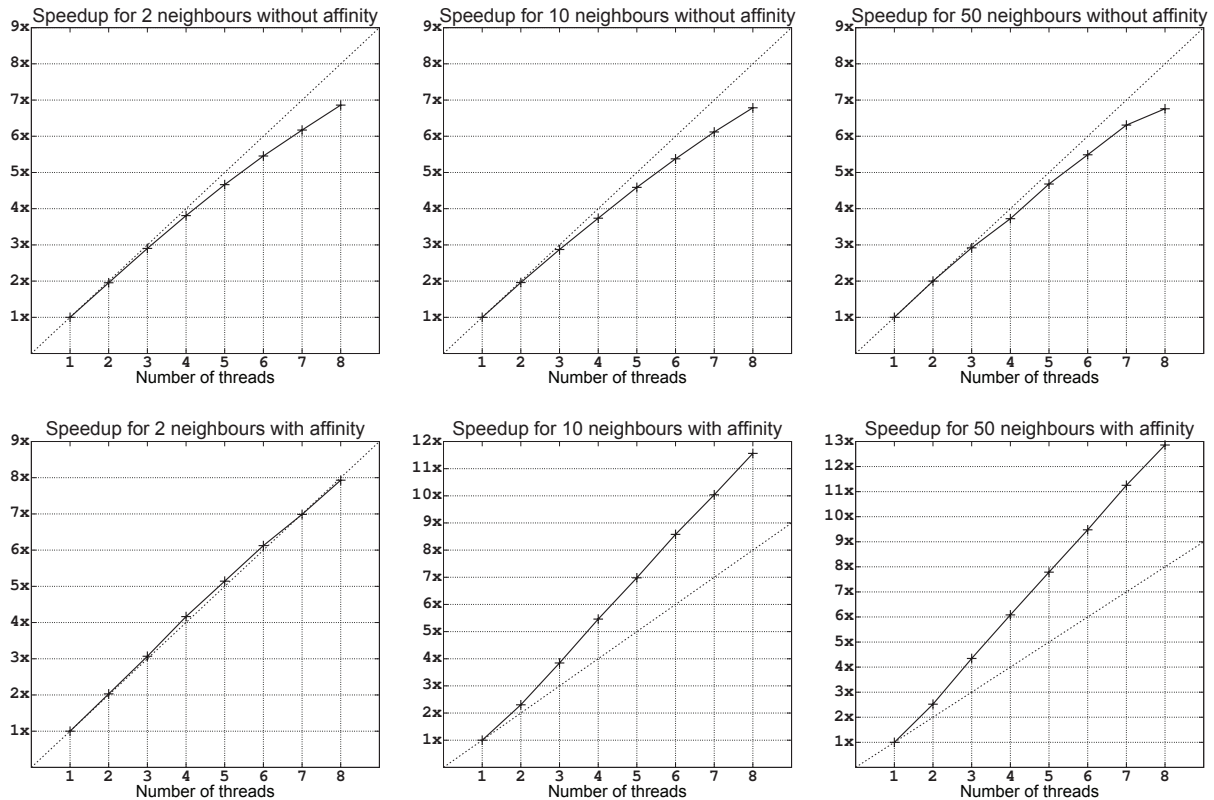 Speedup for 2 neighbours without affinity
9x
8x
7x
6x
5x
4x
3x
2x
1x
1 2 3 4 5 6 7 8
Number of threads
Speedup for 10 neighbours without affinity
9x
8x
7x
6x
5x
4x
3x
2x
1x
1 2 3 4 5 6 7 8
Number of threads
Speedup for 50 neighbours without affinity
9x
8x
7x
6x
5x
4x
3x
2x
1x
1 2 3 4 5 6 7 8
Number of threads
Speedup for 2 neighbours with affinity
9x
8x
7x
6x
5x
4x
3x
2x
1x
1 2 3 4 5 6 7 8
Number of threads
Speedup for 10 neighbours with affinity
12x
11x
10x
9x
8x
7x
6x
5x
4x
3x
2x
1x
1 2 3 4 5 6 7 8
Number of threads
Speedup for 50 neighbours with affinity
13x
12x
11x
10x
9x
8x
7x
6x
5x
4x
3x
2x
1x
1 2 3 4 5 6 7 8
Number of threads